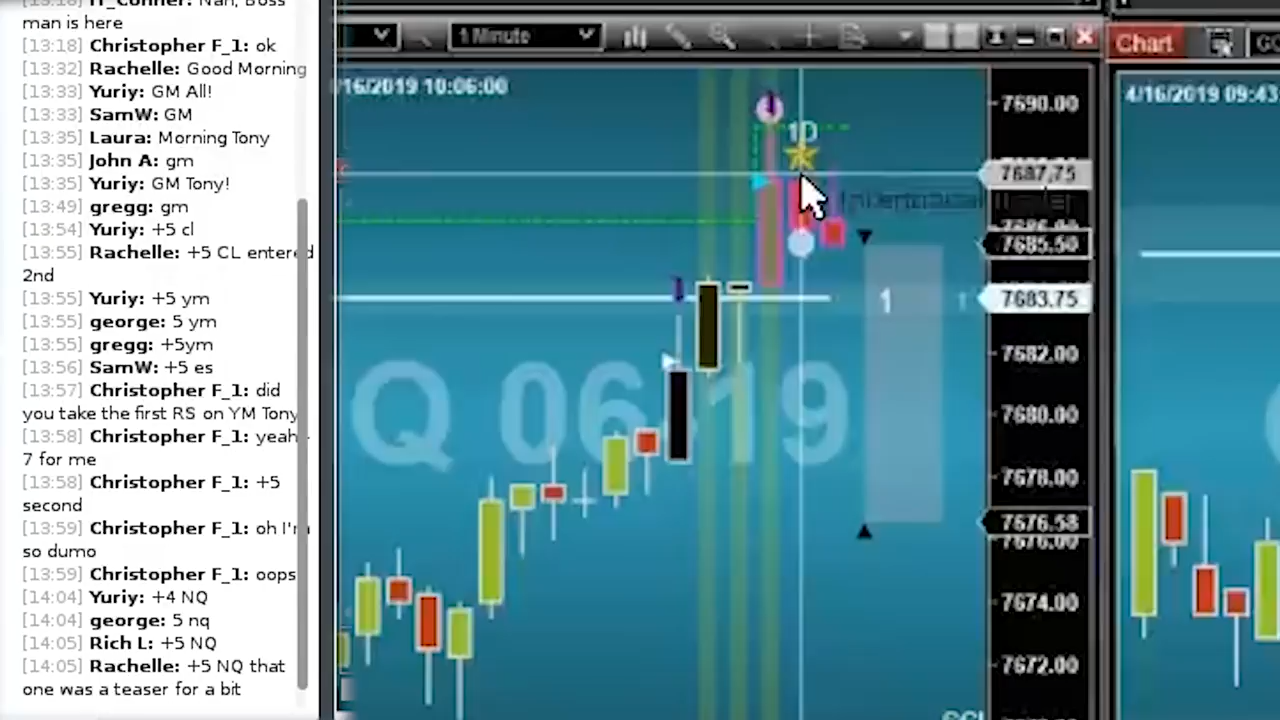 man is here
[13:18] Christopher F_1: ok
[13:32] Rachelle: Good Morning
[13:33] Yuriy: GM All!
[13:33] SamW: GM
[13:35] Laura: Morning Tony
[13:35] John A: gm
[13:35] Yuriy: GM Tony!
[13:49] gregg: gm
[13:54] Yuriy: +5 cl
[13:55] Rachelle: +5 CL entered
2nd
[13:55] Yuriy: +5 ym
[13:55] george: 5 ym
[13:55] gregg: +5ym
[13:56] SamW: +5 es
[13:57] Christopher F_1: did
you take the first RS on YM Tony
[13:58] Christopher F_1: yeah
7 for me
[13:58] Christopher F_1: +5
second
[13:59] Christopher F_1: oh I'm
so dumo
[13:59] Christopher F_1: oops
[14:04] Yuriy: +4 NQ
[14:04] george: 5 nq
[14:05] Rich L: +5 NQ
[14:05] Rachelle: +5 NQ that
one was a teaser for a bit
1 Minute
/16/2019 10:06:00
1D
Q 06 19
1
7690.00
7687.75
7685.50
7683.75
7682.00
7680.00
7678.00
7676.58
7676.00
7674.00
7672.00
Chart
4/16/2019 09:43